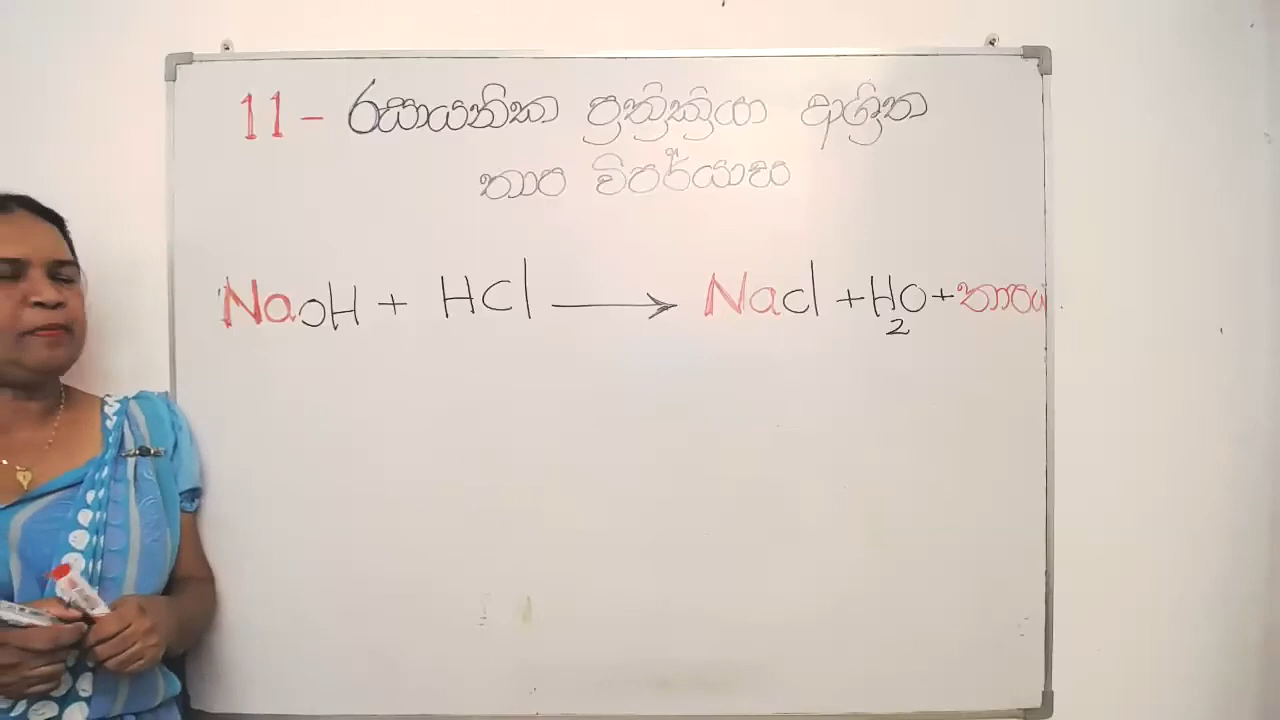 11 - රසායනික ප්‍රතික්‍රියා ආශ්‍රිත
තාප විපර්යාස
NaOH + HCl ⟶ Nacl + H₂O + තාපය